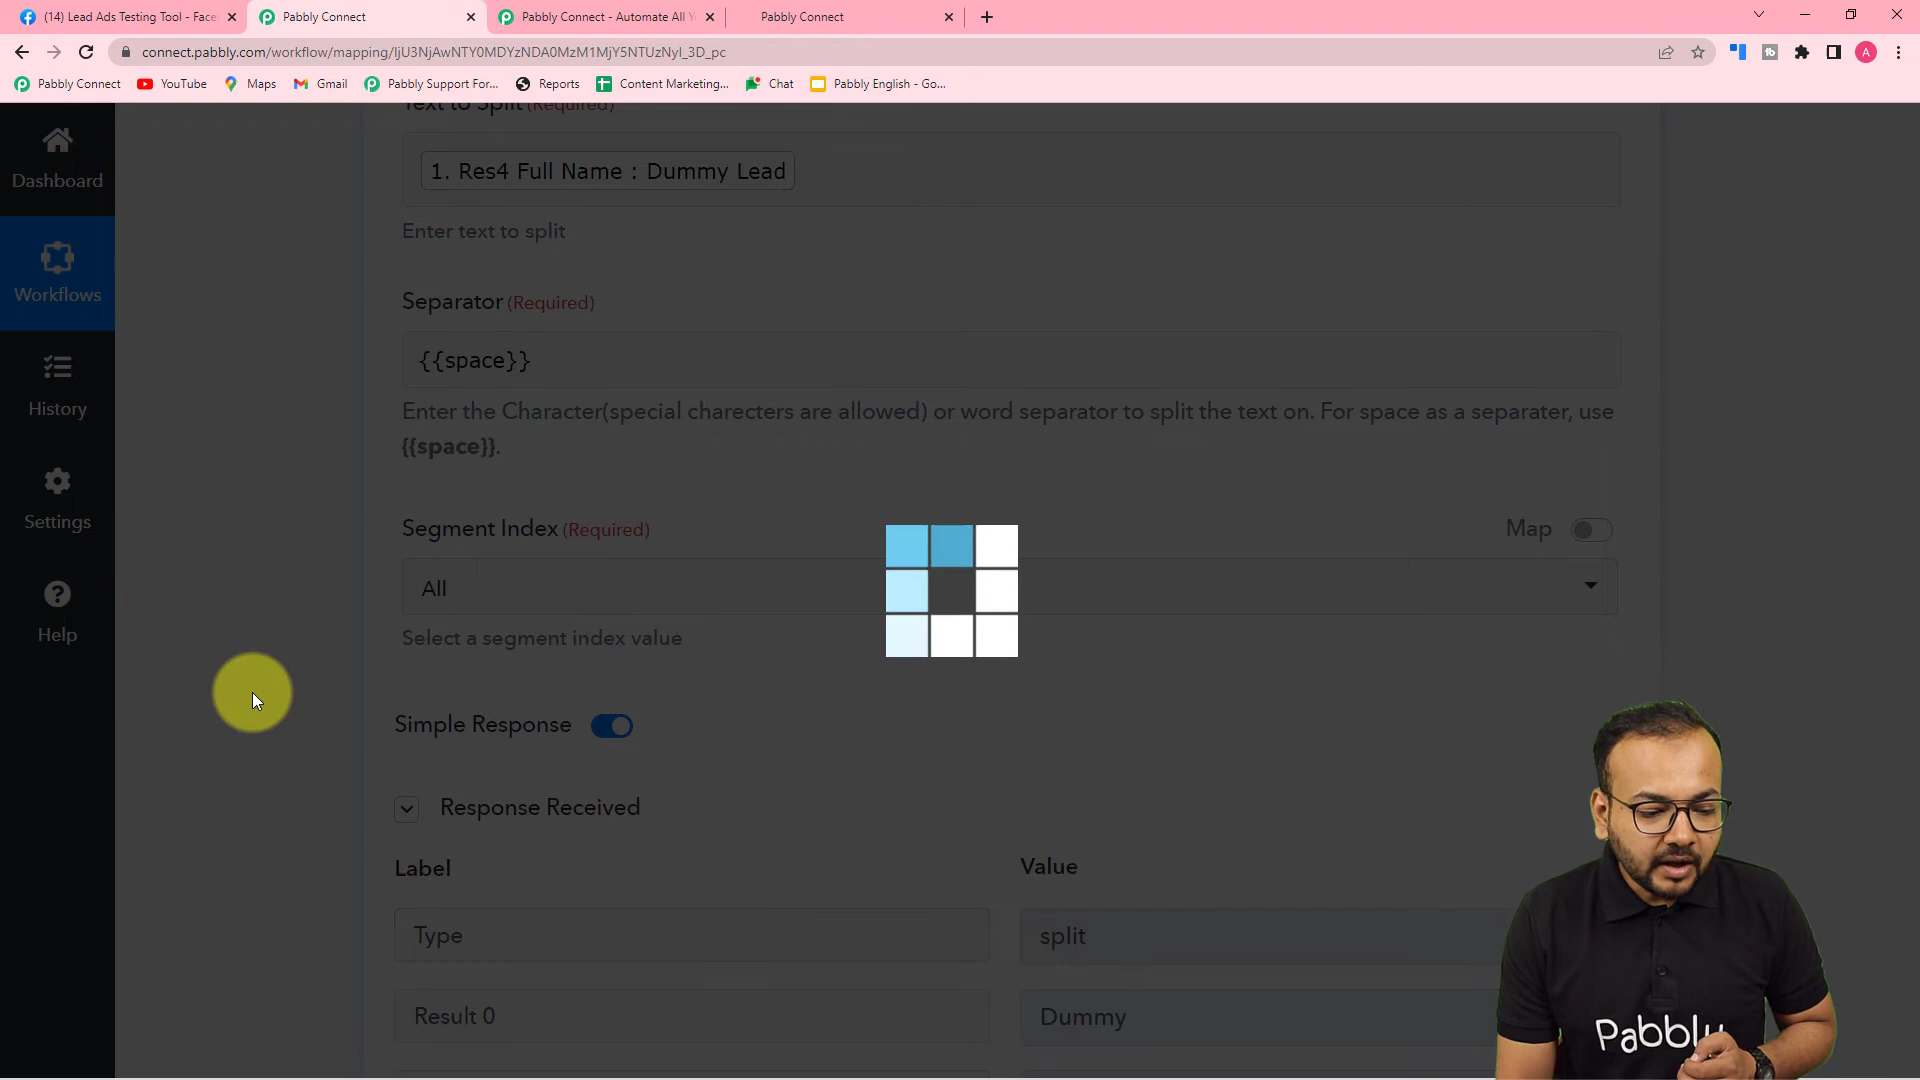 (14) Lead Ads Testing Tool - Face
Pabbly Connect
Pabbly Connect - Automate All Y
Pabbly Connect
connect.pabbly.com/workflow/mapping/IjU3NjAwNTY0MDYzNDA0MzM1MjY5NTUzNyI_3D_pc
A
Pabbly Connect
YouTube
Maps
Gmail
Pabbly Support For...
Reports
Content Marketing...
Chat
Pabbly English - Go...
Text to Split (Required)
Dashboard
1. Res4 Full Name : Dummy Lead
Enter text to split
Workflows
Separator (Required)
{{space}}
History
Enter the Character(special charecters are allowed) or word separator to split the text on. For space as a separater, use
{{space}}.
Settings
Segment Index (Required)
Map
All
Help
Select a segment index value
Simple Response
Response Received
Label
Value
Type
split
Result 0
Dummy
Pabbly